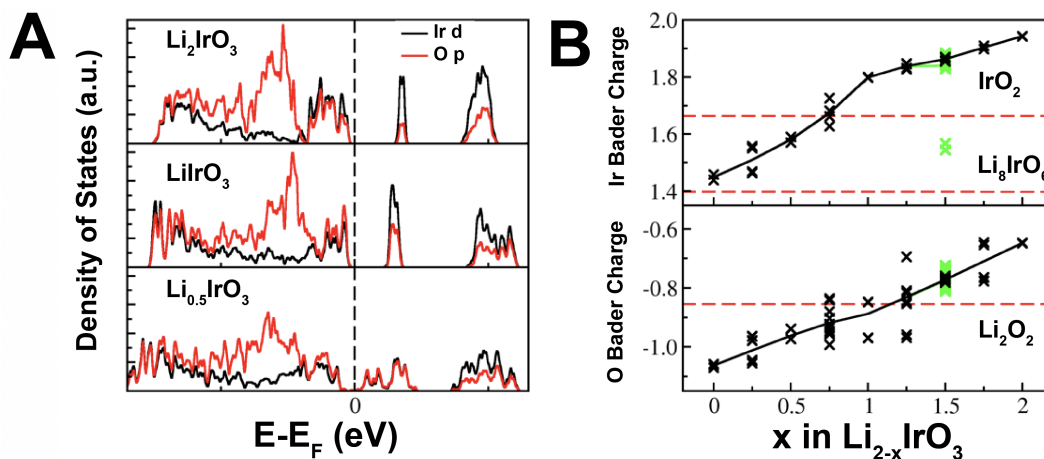 A
Li₂IrO₃
Ir d
O p
LiIrO₃
Li₀.₅IrO₃
Density of States (a.u.)
0
E-E_F (eV)
B
2.0
1.8
1.6
1.4
Ir Bader Charge
IrO₂
Li₈IrO₆
-0.6
-0.8
-1.0
O Bader Charge
Li₂O₂
0 0.5 1 1.5 2
x in Li₂₋ₓIrO₃